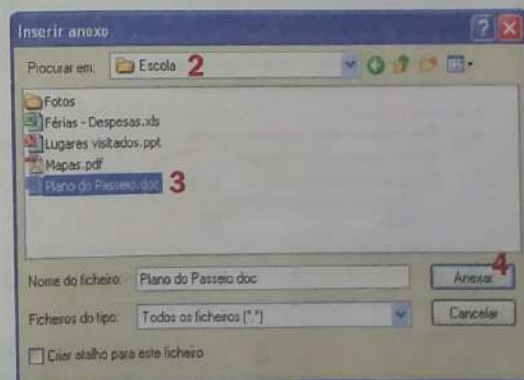 Inserir anexo
Procurar em: Escola 2
Fotos
Férias - Despesas.xls
Lugares visitados.ppt
Mapas.pdf
Plano do Passeio.doc 3
4
Nome do ficheiro: Plano do Passeio.doc Anexar
Ficheiros do tipo: Todos os ficheiros (*.*) Cancelar
Criar atalho para este ficheiro